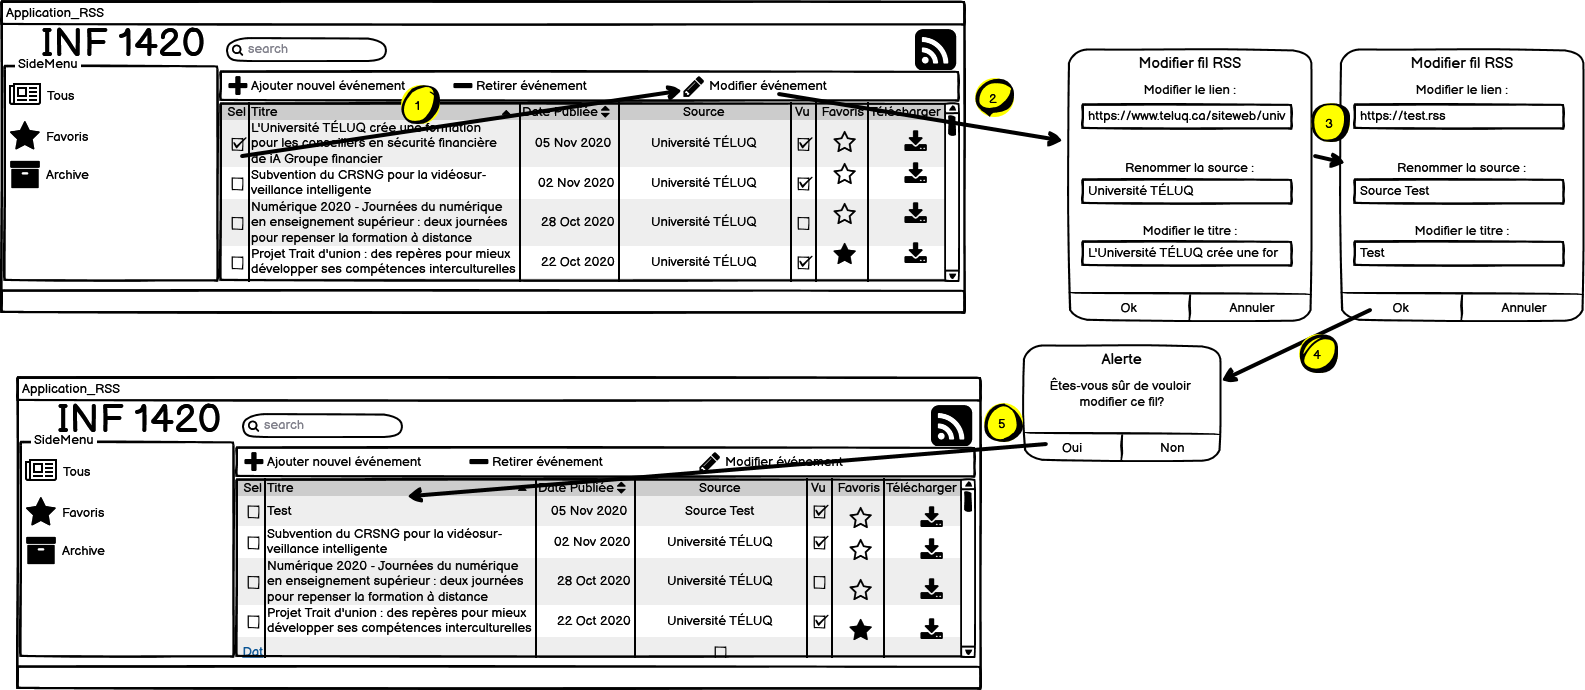 Application_RSS
INF 1420
search
SideMenu
Tous
Favoris
Archive
Ajouter nouvel événement
Retirer événement
Modifier événement
1
2
Sel Titre Date Publiée Source Vu Favoris Télécharger
L'Université TÉLUQ crée une formation
pour les conseillers en sécurité financière
de iA Groupe financier
05 Nov 2020 Université TÉLUQ
Subvention du CRSNG pour la vidéosur-
veillance intelligente
02 Nov 2020 Université TÉLUQ
Numérique 2020 - Journées du numérique
en enseignement supérieur : deux journées
pour repenser la formation à distance
28 Oct 2020 Université TÉLUQ
Projet Trait d'union : des repères pour mieux
développer ses compétences interculturelles
22 Oct 2020 Université TÉLUQ
Modifier fil RSS
Modifier le lien :
https://www.teluq.ca/siteweb/univ
Renommer la source :
Université TÉLUQ
Modifier le titre :
L'Université TÉLUQ crée une for
Ok Annuler
3
Modifier fil RSS
Modifier le lien :
https://test.rss
Renommer la source :
Source Test
Modifier le titre :
Test
Ok Annuler
4
Alerte
Êtes-vous sûr de vouloir
modifier ce fil?
Oui Non
5
Application_RSS
INF 1420
search
SideMenu
Tous
Favoris
Archive
Ajouter nouvel événement
Retirer événement
Modifier événement
Sel Titre Date Publiée Source Vu Favoris Télécharger
Test 05 Nov 2020 Source Test
Subvention du CRSNG pour la vidéosur-
veillance intelligente
02 Nov 2020 Université TÉLUQ
Numérique 2020 - Journées du numérique
en enseignement supérieur : deux journées
pour repenser la formation à distance
28 Oct 2020 Université TÉLUQ
Projet Trait d'union : des repères pour mieux
développer ses compétences interculturelles
22 Oct 2020 Université TÉLUQ
Dat